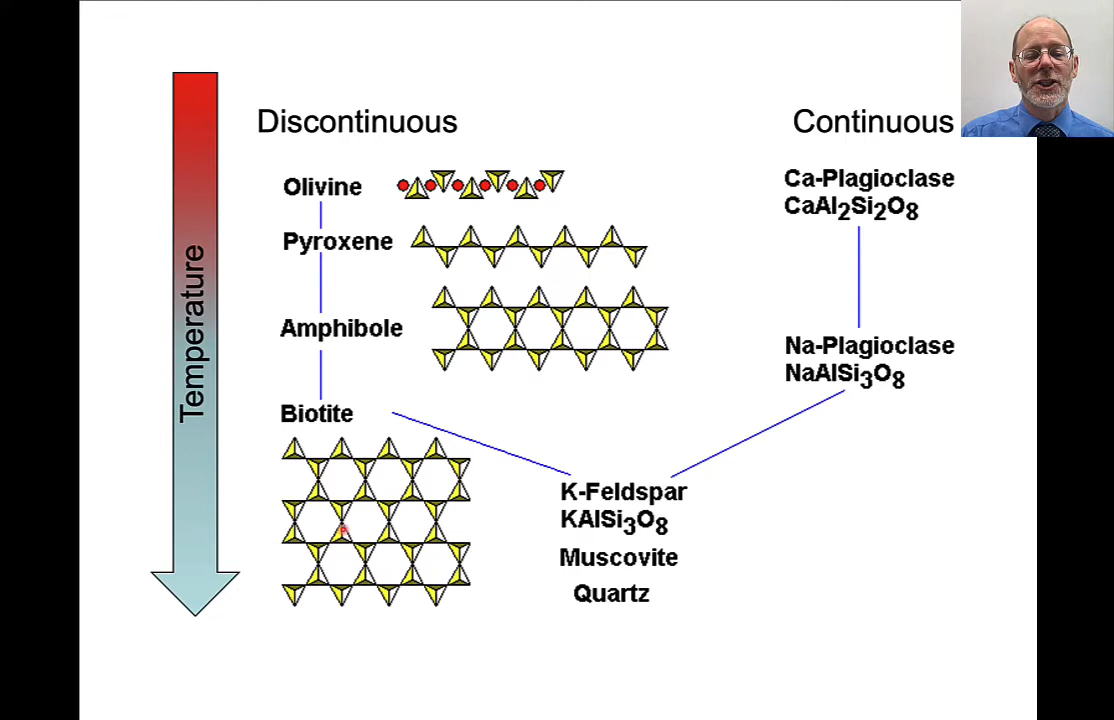 Temperature
Discontinuous
Olivine
Pyroxene
Amphibole
Biotite
Continuous
Ca-Plagioclase
CaAl₂Si₂O₈
Na-Plagioclase
NaAlSi₃O₈
K-Feldspar
KAlSi₃O₈
Muscovite
Quartz